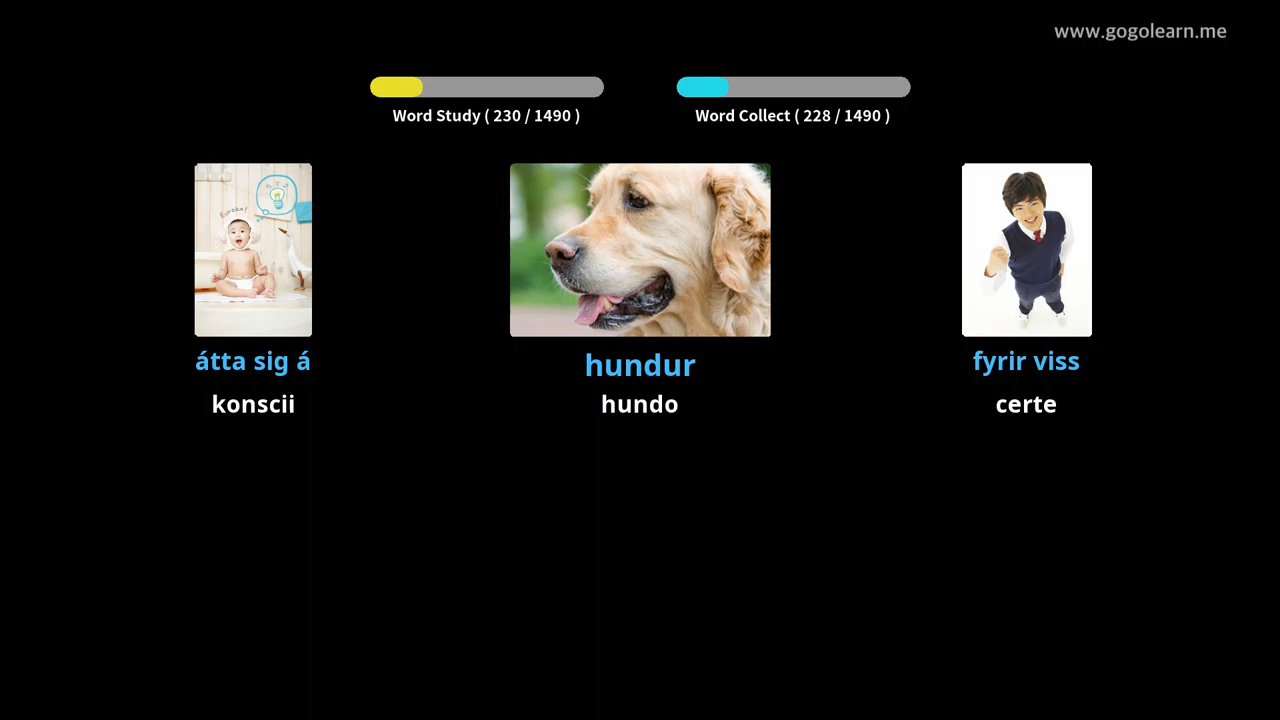 www.gogolearn.me
Word Study ( 230 / 1490 )
Word Collect ( 228 / 1490 )
Eureka!
átta sig á
hundur
fyrir viss
konscii
hundo
certe